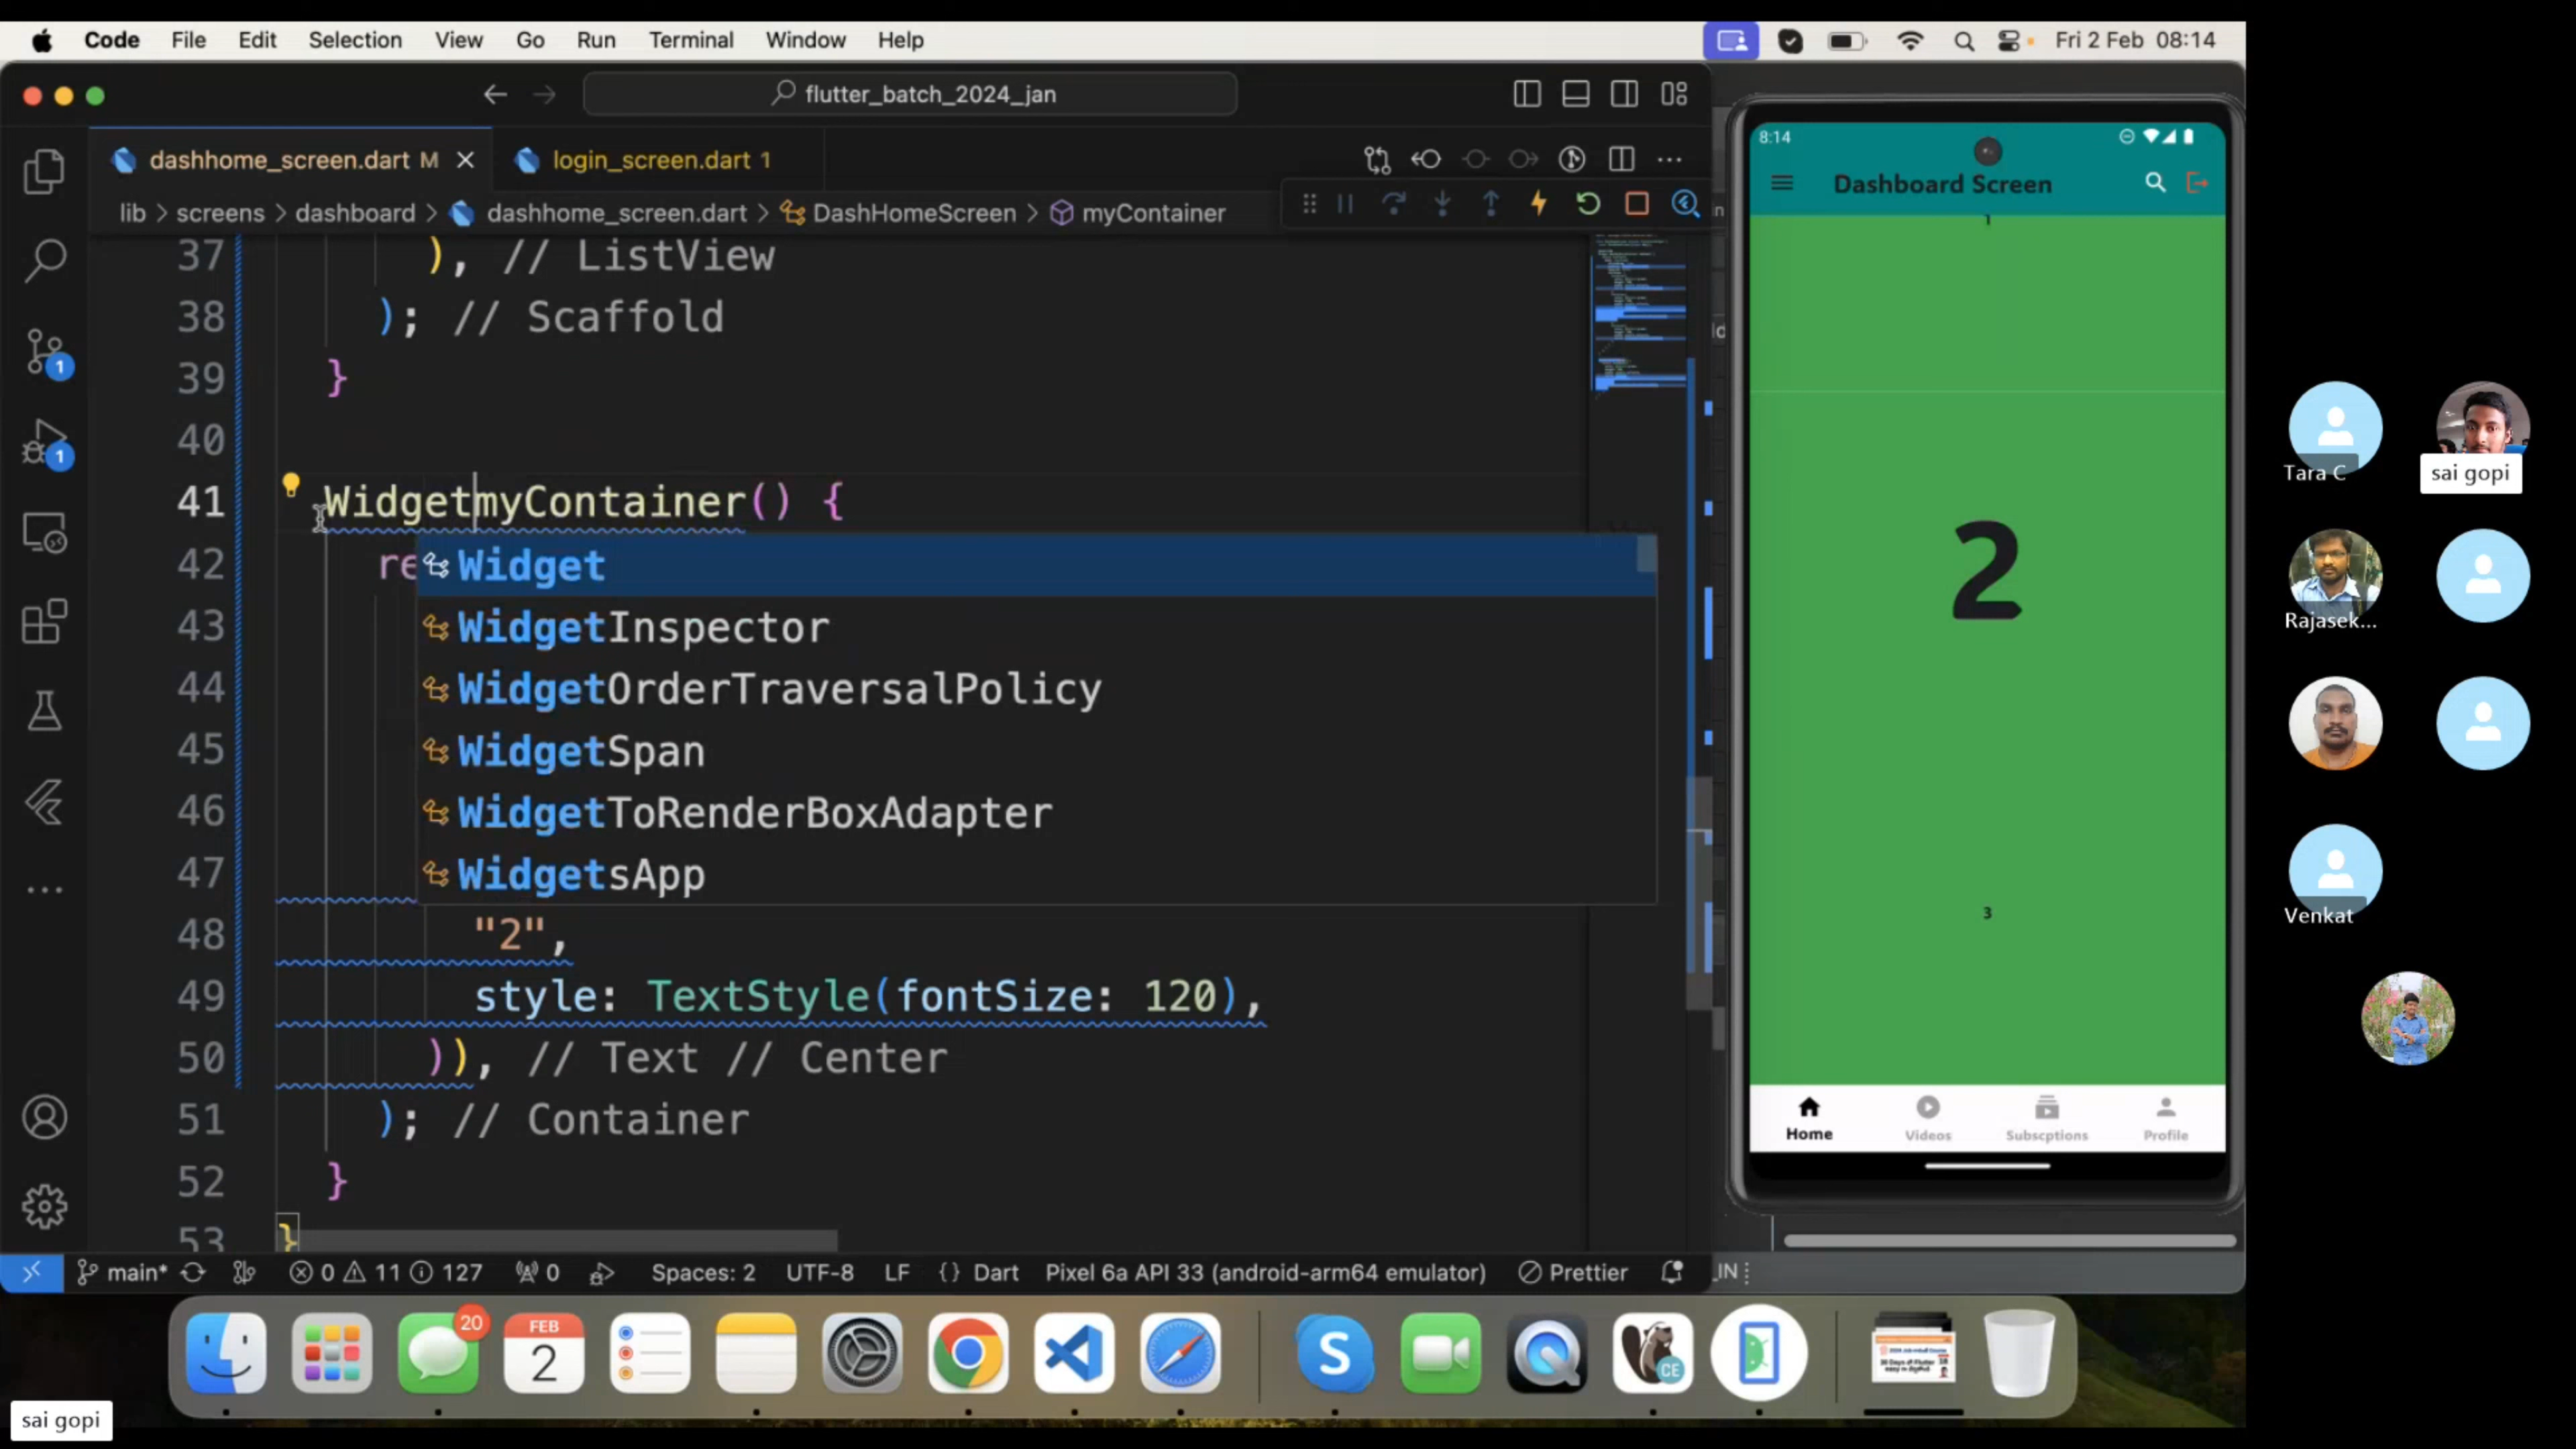 Code File Edit Selection View Go Run Terminal Window Help
Fri 2 Feb 08:14
flutter_batch_2024_jan
dashhome_screen.dart M
login_screen.dart 1
lib > screens > dashboard > dashhome_screen.dart > DashHomeScreen > myContainer
37 ), // ListView
38 ); // Scaffold
39 }
40
41 WidgetmyContainer() {
42 re
Widget
43 WidgetInspector
44 WidgetOrderTraversalPolicy
45 WidgetSpan
46 WidgetToRenderBoxAdapter
47 WidgetsApp
48 "2",
49 style: TextStyle(fontSize: 120),
50 )), // Text // Center
51 ); // Container
52 }
53 }
1
1
main* 0 11 127 0 Spaces: 2 UTF-8 LF {} Dart Pixel 6a API 33 (android-arm64 emulator) Prettier
_IN
8:14
Dashboard Screen
1
2
3
Home Videos Subscptions Profile
Tara C
sai gopi
Rajasek...
Venkat
20
FEB
2
CE
sai gopi